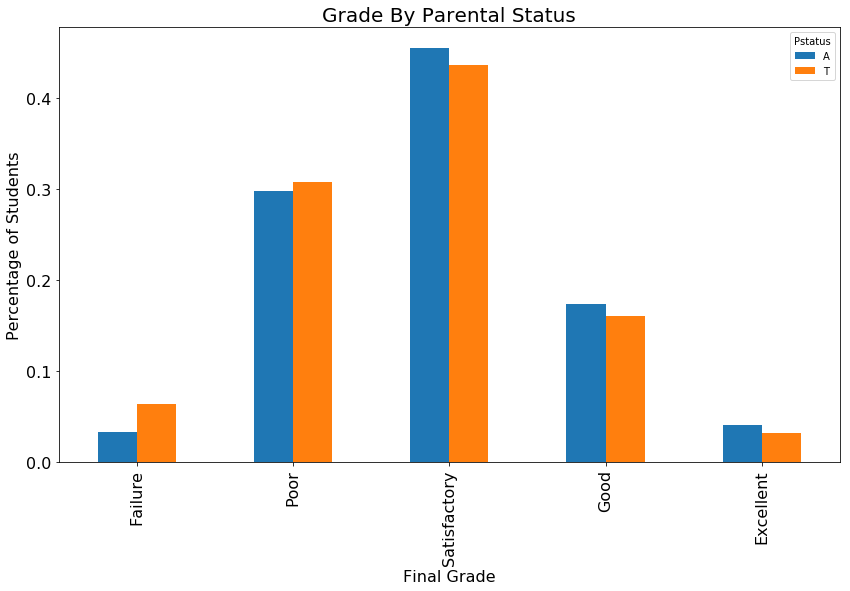 Grade By Parental Status
Pstatus
A
T
Percentage of Students
0.4
0.3
0.2
0.1
0.0
Failure
Poor
Satisfactory
Good
Excellent
Final Grade